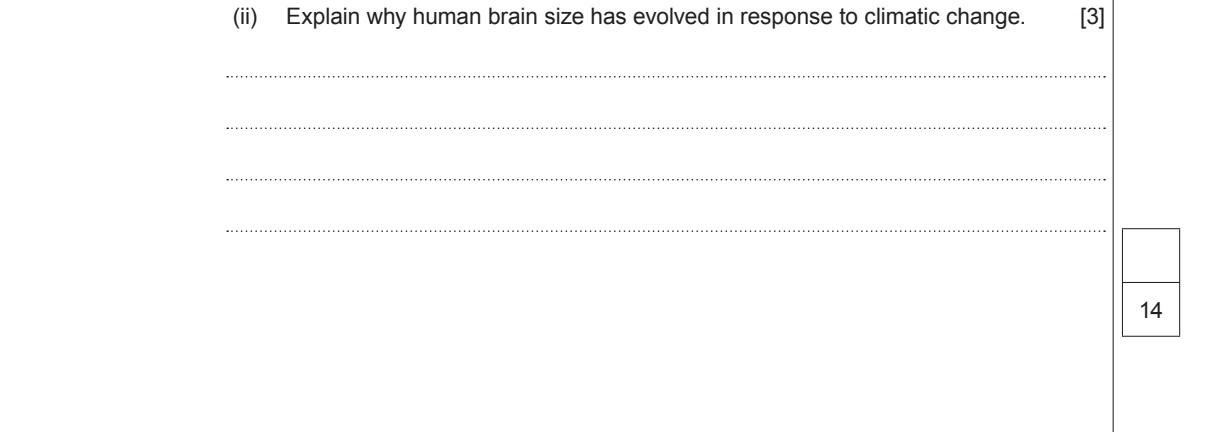 (ii) Explain why human brain size has evolved in response to climatic change. [3]
14